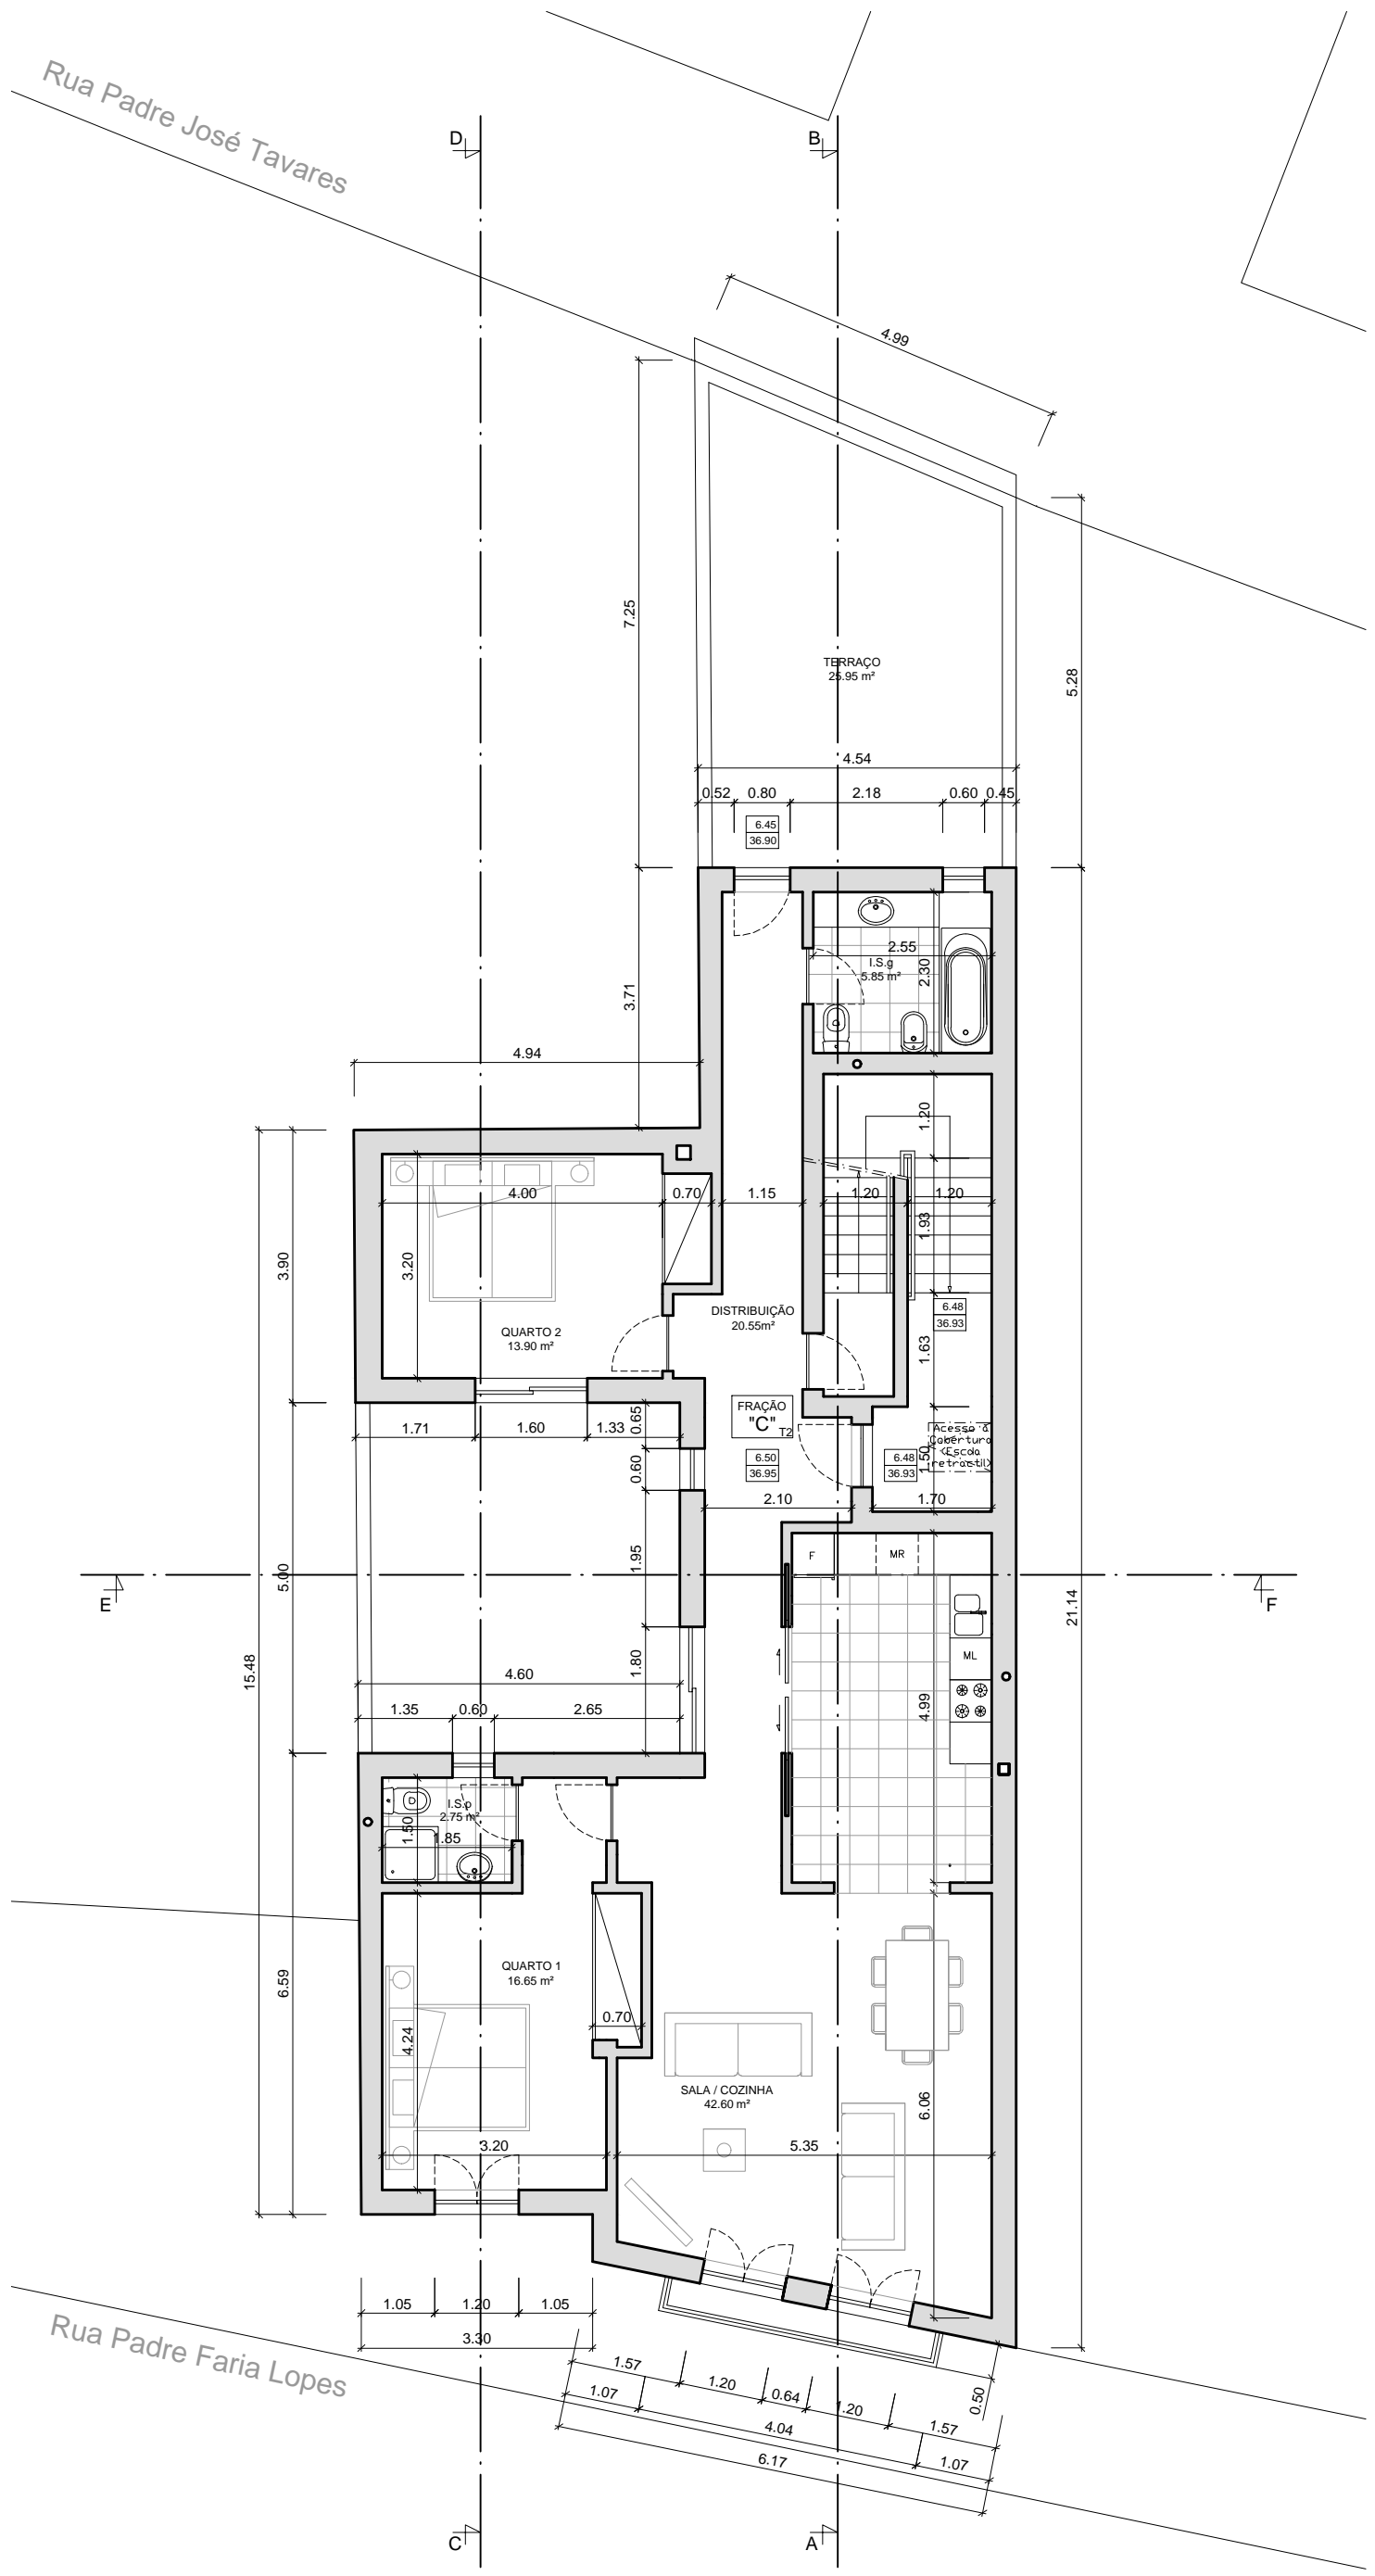 Rua Padre José Tavares
D
B
4.99
7.25
TERRAÇO
25.95 m²
5.28
4.54
0.52
0.80
2.18
0.60
0.45
6.45
36.90
2.55
I.S.g
5.85 m²
2.30
3.71
4.94
1.20
4.00
0.70
1.15
1.20
1.20
1.93
3.90
3.20
DISTRIBUIÇÃO
20.55m²
6.48
36.93
QUARTO 2
13.90 m²
1.63
FRAÇÃO
"C" T2
1.71
1.60
1.33
0.65
Acesso à
Cobertura
(Escada
retractil)
6.50
36.95
6.48
36.93
1.50
0.60
2.10
1.70
1.95
F
MR
E
F
5.00
21.14
15.48
ML
1.80
4.60
4.99
1.35
0.60
2.65
I.S.p
2.75 m²
1.50
1.85
QUARTO 1
16.65 m²
6.59
0.70
4.24
SALA / COZINHA
42.60 m²
6.06
3.20
5.35
1.05
1.20
1.05
3.30
Rua Padre Faria Lopes
1.57
1.20
0.64
1.20
1.57
0.50
1.07
4.04
1.07
6.17
C
A